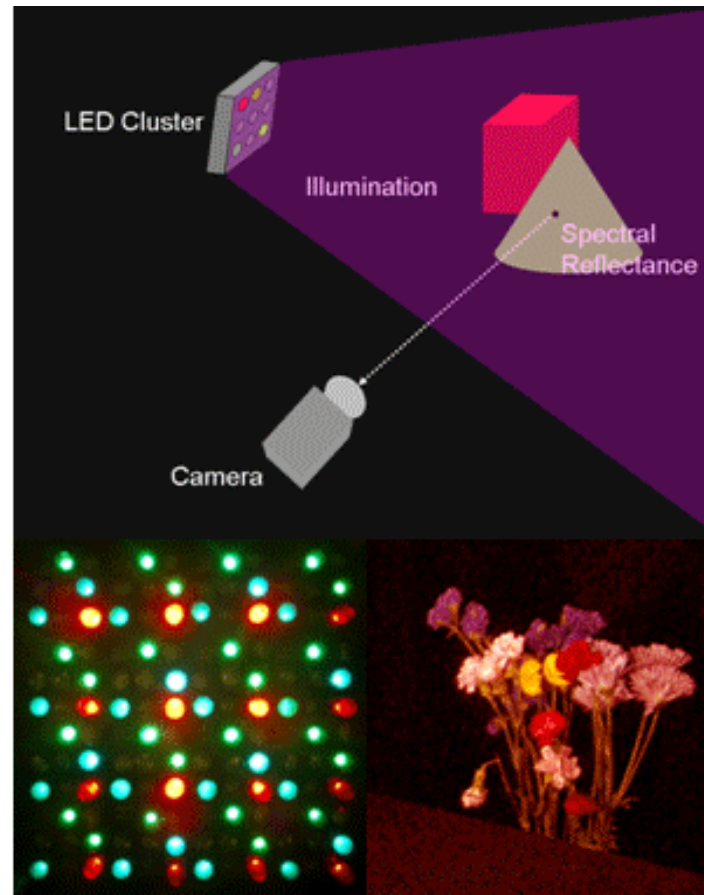 LED Cluster
Illumination
Spectral
Reflectance
Camera